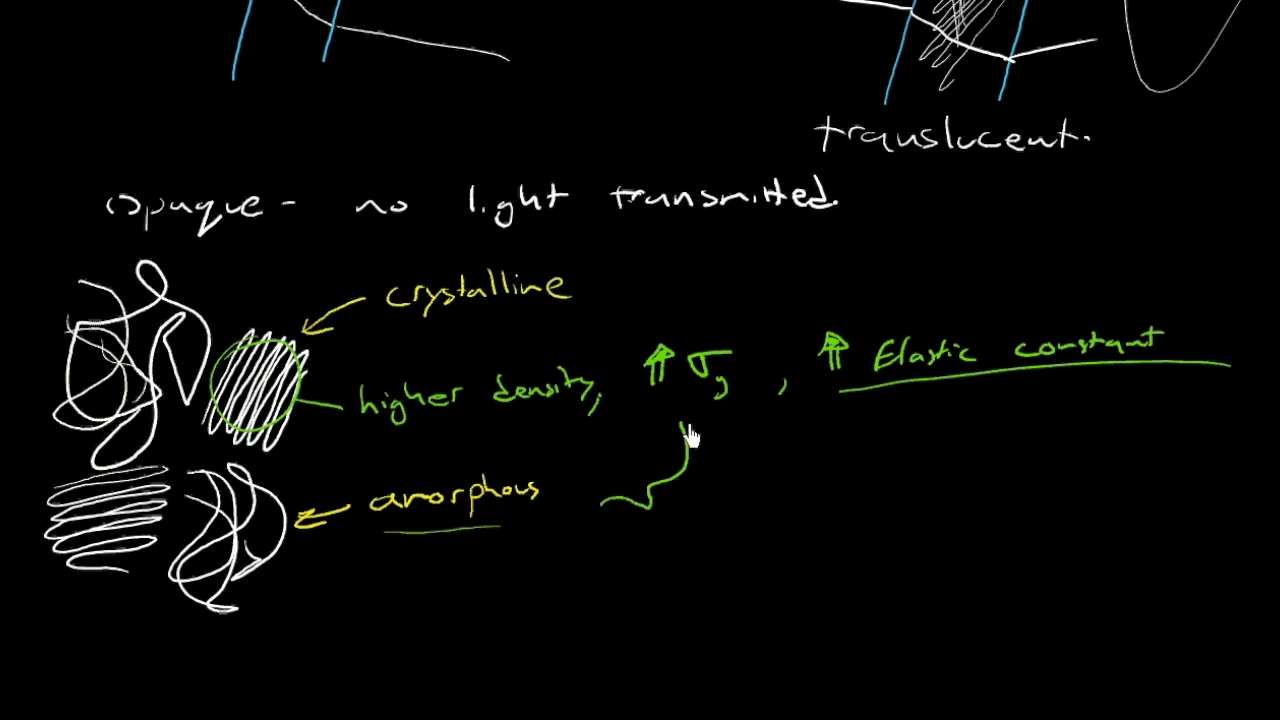 translucent.
opaque - no light transmitted.
crystalline
higher density, ⇑ σy , ⇑ Elastic constant
amorphous